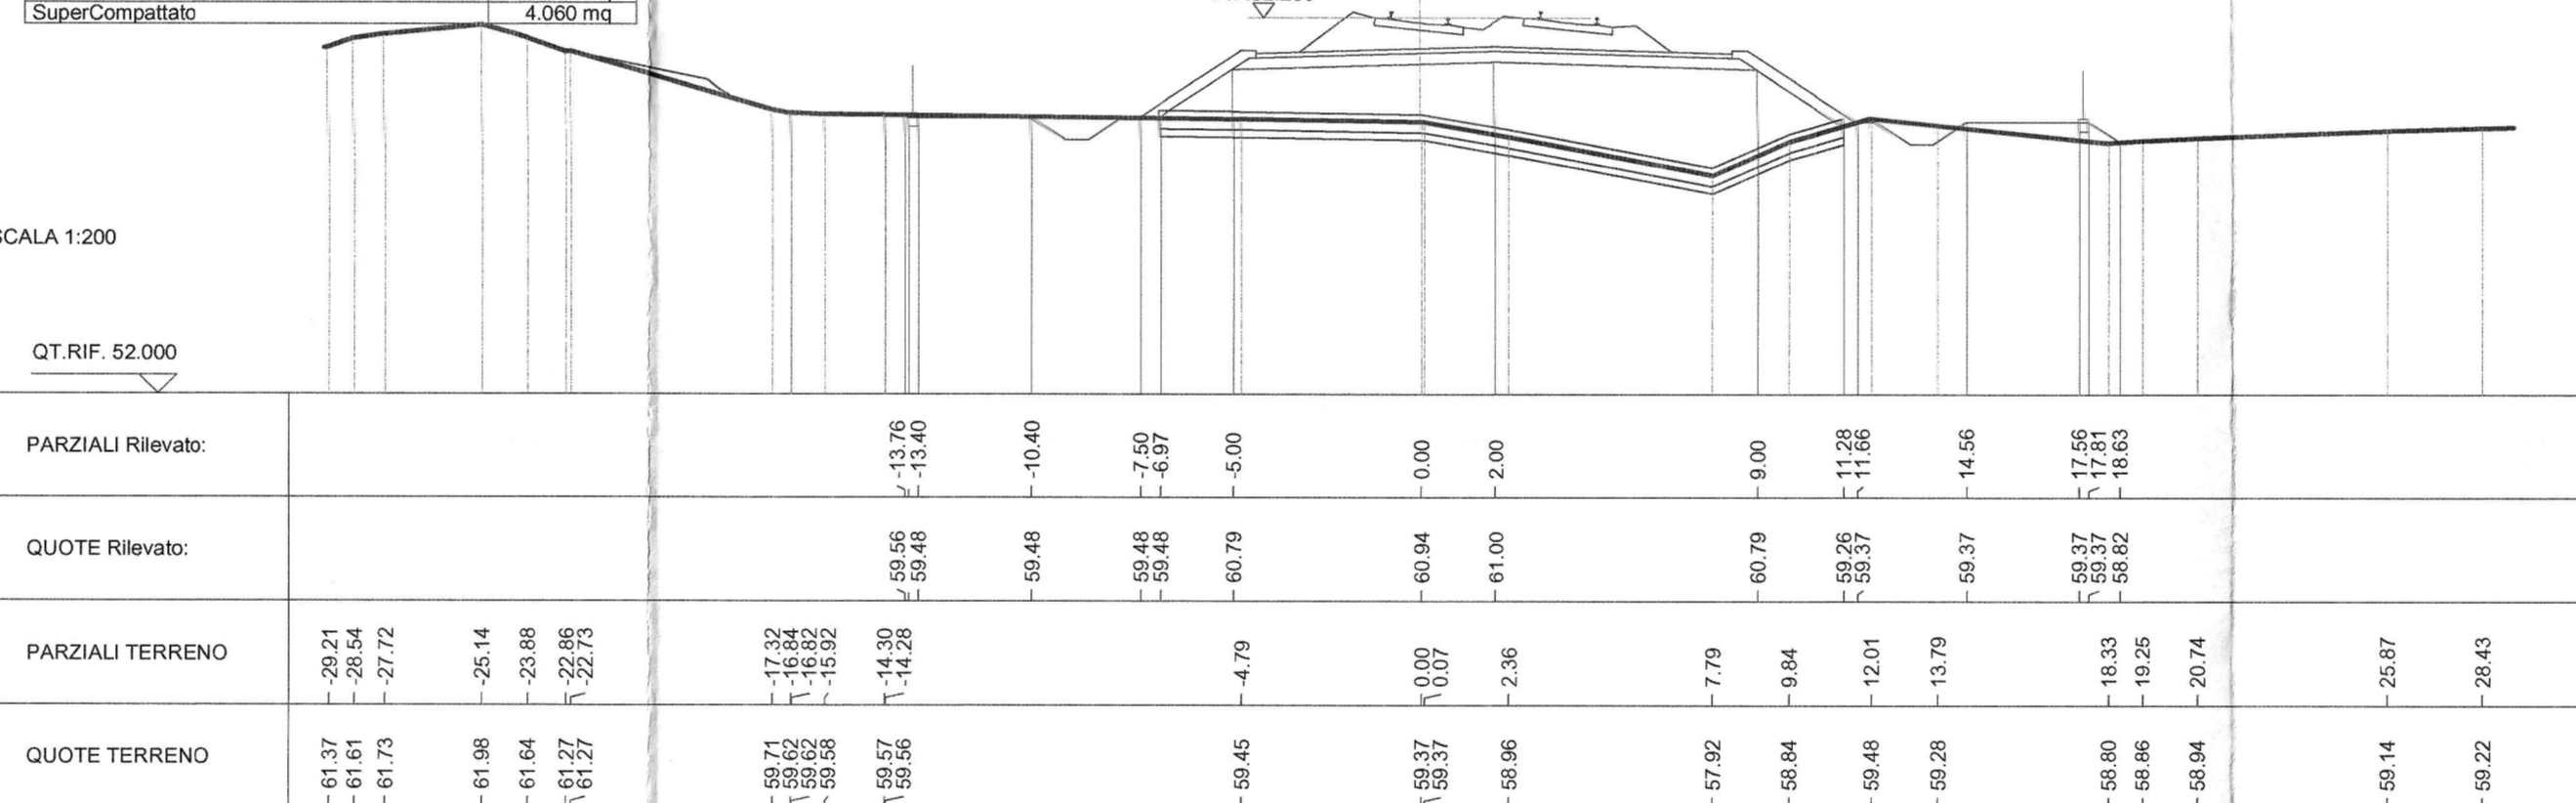 SuperCompattato 4.060 mq
SCALA 1:200
QT.RIF. 52.000
PARZIALI Rilevato: -13.76 -13.40 -10.40 -7.50 -6.97 -5.00 0.00 2.00 9.00 11.28 11.66 14.56 17.56 17.81 18.63
QUOTE Rilevato: 59.56 59.48 59.48 59.48 59.48 60.79 60.94 61.00 60.79 59.26 59.37 59.37 59.37 59.37 58.82
PARZIALI TERRENO -29.21 -28.54 -27.72 -25.14 -23.88 -22.86 -22.73 -17.32 -16.84 -16.82 -15.92 -14.30 -14.28 -4.79 0.00 0.07 2.36 7.79 9.84 12.01 13.79 18.33 19.25 20.74 25.87 28.43
QUOTE TERRENO 61.37 61.61 61.73 61.98 61.64 61.27 61.27 59.71 59.62 59.62 59.58 59.57 59.56 59.45 59.37 59.37 58.96 57.92 58.84 59.48 59.28 58.80 58.86 58.94 59.14 59.22